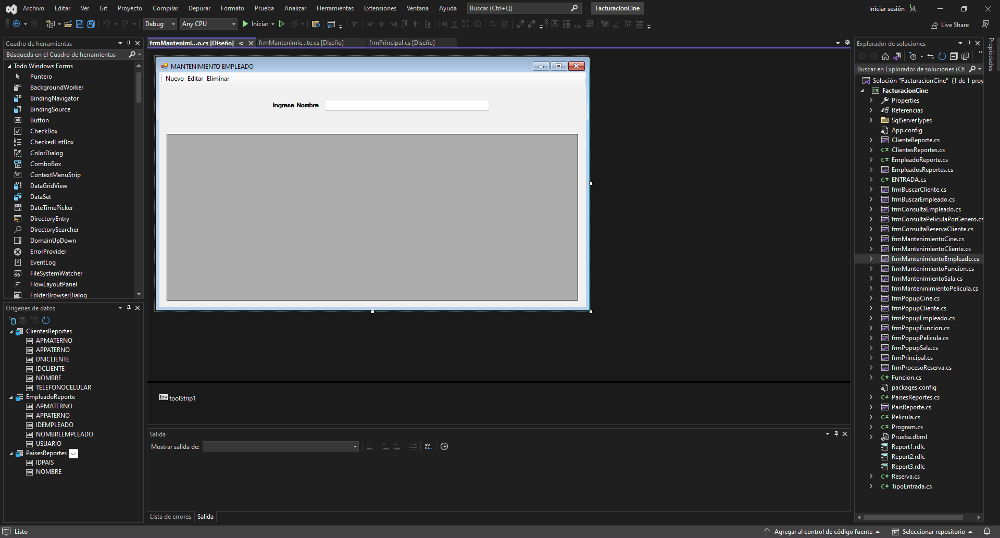 Archivo Editar Ver Git Proyecto Compilar Depurar Formato Prueba Analizar Herramientas Extensiones Ventana Ayuda Buscar (Ctrl+Q) FacturacionCine Iniciar sesión
Debug Any CPU Iniciar Live Share
Cuadro de herramientas
Búsqueda en el Cuadro de herramientas
Todo Windows Forms
Puntero
BackgroundWorker
BindingNavigator
BindingSource
Button
CheckBox
CheckedListBox
ColorDialog
ComboBox
ContextMenuStrip
DataGridView
DataSet
DateTimePicker
DirectoryEntry
DirectorySearcher
DomainUpDown
ErrorProvider
EventLog
FileSystemWatcher
FlowLayoutPanel
FolderBrowserDialog
Orígenes de datos
ClientesReportes
APMATERNO
APPATERNO
DNICLIENTE
IDCLIENTE
NOMBRE
TELEFONOCELULAR
EmpleadoReporte
APMATERNO
APPATERNO
IDEMPLEADO
NOMBREEMPLEADO
USUARIO
PaisesReportes
IDPAIS
NOMBRE
frmMantenimi...o.cs [Diseño] frmMantenimie...te.cs [Diseño] frmPrincipal.cs [Diseño]
MANTENIMIENTO EMPLEADO
Nuevo Editar Eliminar
Ingrese Nombre
toolStrip1
Salida
Mostrar salida de:
Lista de errores Salida
Explorador de soluciones
Buscar en Explorador de soluciones (Ctr
Solución "FacturacionCine" (1 de 1 proy
FacturacionCine
Properties
Referencias
SqlServerTypes
App.config
ClienteReporte.cs
ClientesReportes.cs
EmpleadoReporte.cs
EmpleadosReportes.cs
ENTRADA.cs
frmBuscarCliente.cs
frmBuscarEmpleado.cs
frmConsultaEmpleado.cs
frmConsultaPeliculaPorGenero.cs
frmConsultaReservaCliente.cs
frmMantenimientoCine.cs
frmMantenimientoCliente.cs
frmMantenimientoEmpleado.cs
frmMantenimientoFuncion.cs
frmMantenimientoSala.cs
frmManteninimientoPelicula.cs
frmPopupCine.cs
frmPopupCliente.cs
frmPopupEmpleado.cs
frmPopupFuncion.cs
frmPopupPelicula.cs
frmPopupSala.cs
frmPrincipal.cs
frmProcesoReserva.cs
Funcion.cs
packages.config
PaisesReportes.cs
PaisReporte.cs
Pelicula.cs
Program.cs
Prueba.dbml
Report1.rdlc
Report2.rdlc
Report3.rdlc
Reserva.cs
TipoEntrada.cs
Propiedades
Listo Agregar al control de código fuente Seleccionar repositorio